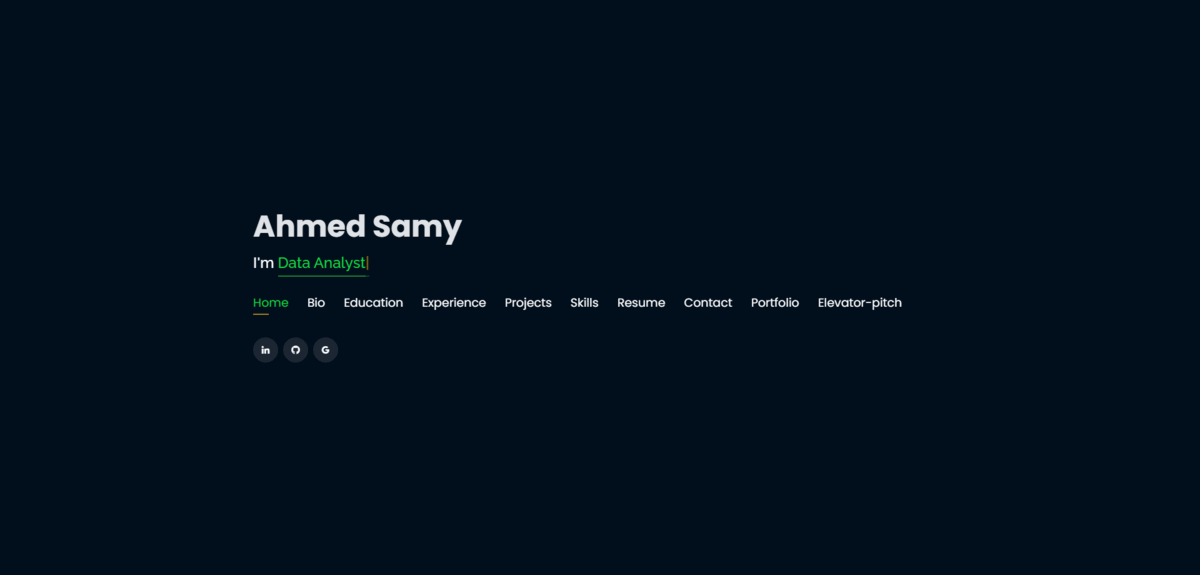 Ahmed Samy
I'm Data Analyst
Home Bio Education Experience Projects Skills Resume Contact Portfolio Elevator-pitch
in G